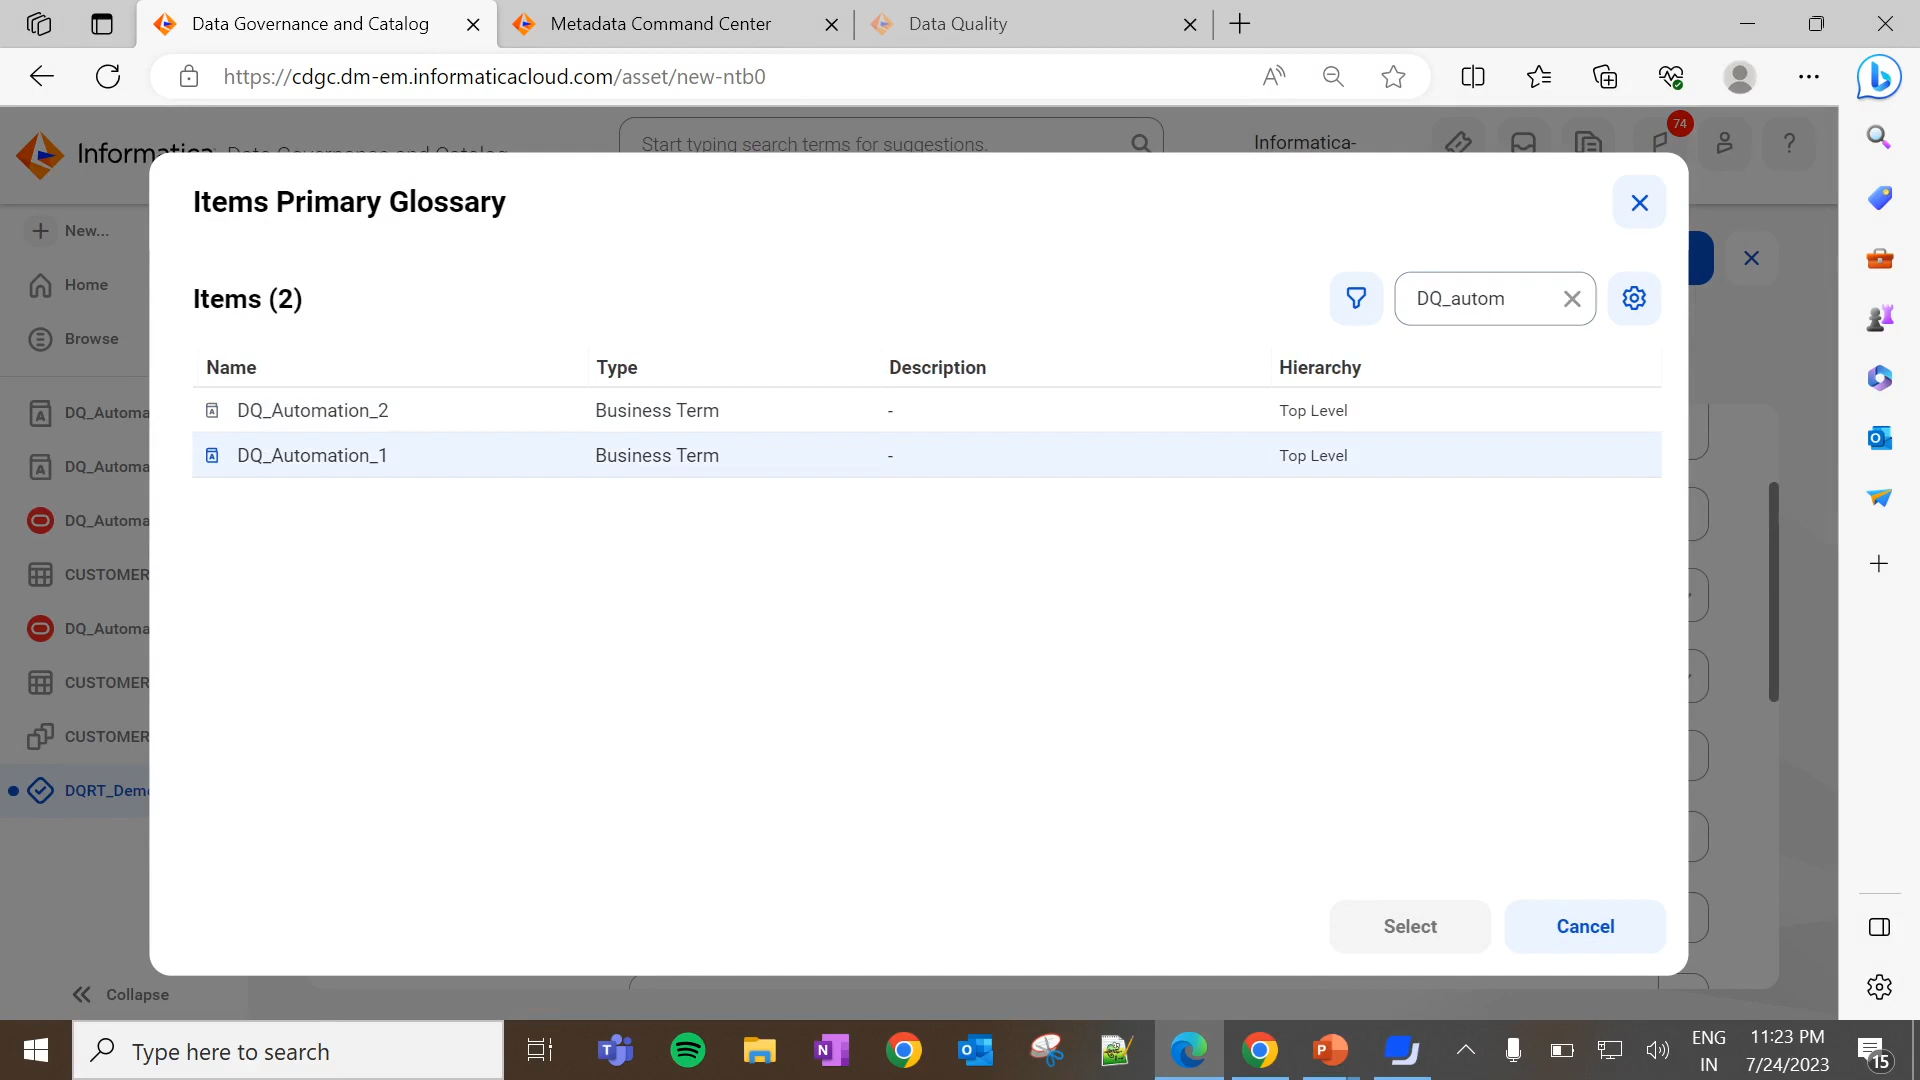 Data Governance and Catalog
Metadata Command Center
Data Quality
https://cdgc.dm-em.informaticacloud.com/asset/new-ntb0
Informatica
Start typing search terms for suggestions.
Informatica-
74
?
New...
Home
Browse
DQ_Automa
DQ_Automa
DQ_Automa
CUSTOMER
DQ_Automa
CUSTOMER
CUSTOMER
DQRT_Demo
Collapse
Items Primary Glossary
Items (2)
DQ_autom
Name Type Description Hierarchy
DQ_Automation_2 Business Term - Top Level
DQ_Automation_1 Business Term - Top Level
Select Cancel
Type here to search
ENG
IN
11:23 PM
7/24/2023
15